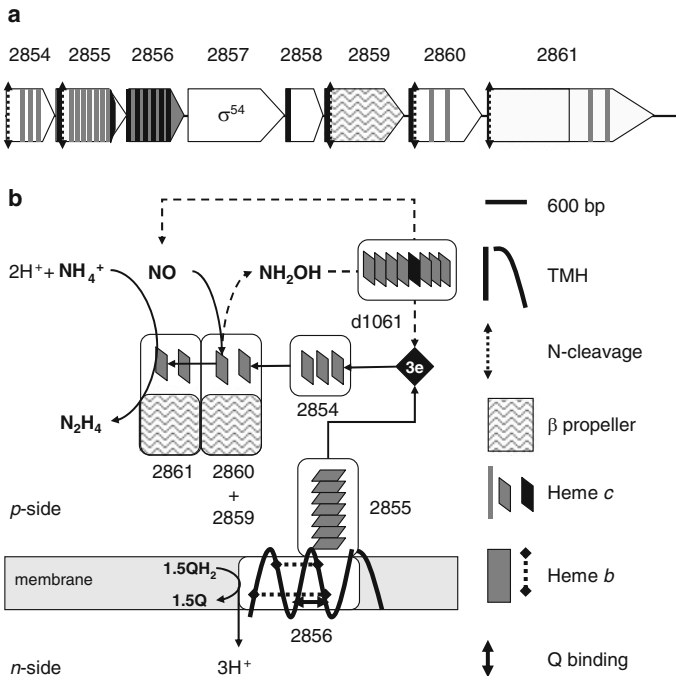 a
2854 2855 2856 2857 2858 2859 2860 2861
σ⁵⁴
b
600 bp
2H⁺+ NH₄⁺ NO NH₂OH
TMH
d1061
N-cleavage
3e
2854
N₂H₄
β propeller
2861 2860
+
2859
2855
Heme c
p-side
membrane
1.5QH₂
1.5Q
Heme b
2856
n-side
3H⁺
Q binding